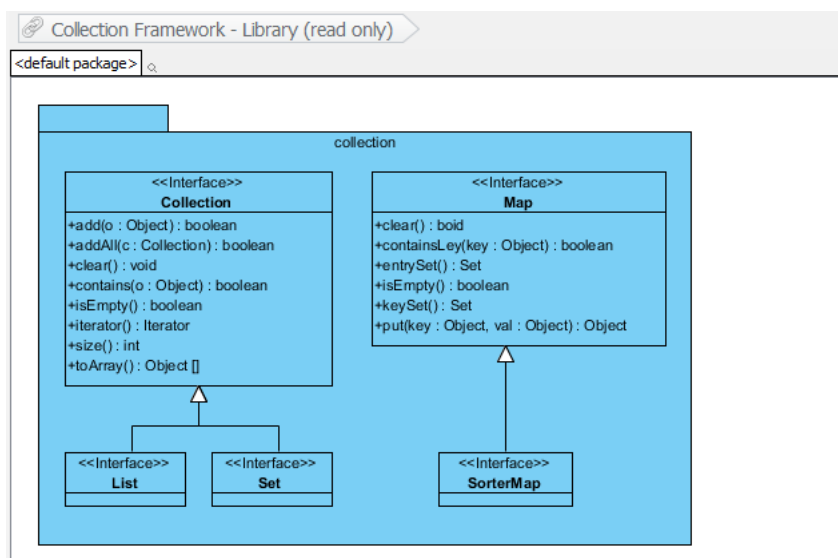 Collection Framework - Library (read only)
<default package>
collection
<<Interface>>
Collection
+add(o : Object) : boolean
+addAll(c : Collection) : boolean
+clear() : void
+contains(o : Object) : boolean
+isEmpty() : boolean
+iterator() : Iterator
+size() : int
+toArray() : Object []
<<Interface>>
Map
+clear() : boid
+containsLey(key : Object) : boolean
+entrySet() : Set
+isEmpty() : boolean
+keySet() : Set
+put(key : Object, val : Object) : Object
<<Interface>>
List
<<Interface>>
Set
<<Interface>>
SorterMap